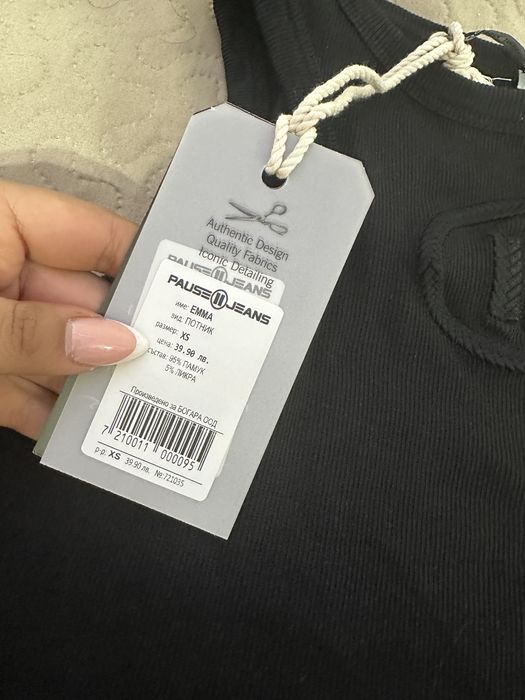 Authentic Design
Quality Fabrics
Iconic Detailing
PAUSE JEANS
PAUSE JEANS
име: EMMA
вид: ПОТНИК
размер: XS
цена: 39.90 лв.
състав: 95% ПАМУК
5% ЛИКРА
Произведено за БОГАРА ООД
7 210011 000095
р-р: XS 39.90 лв. №:721035